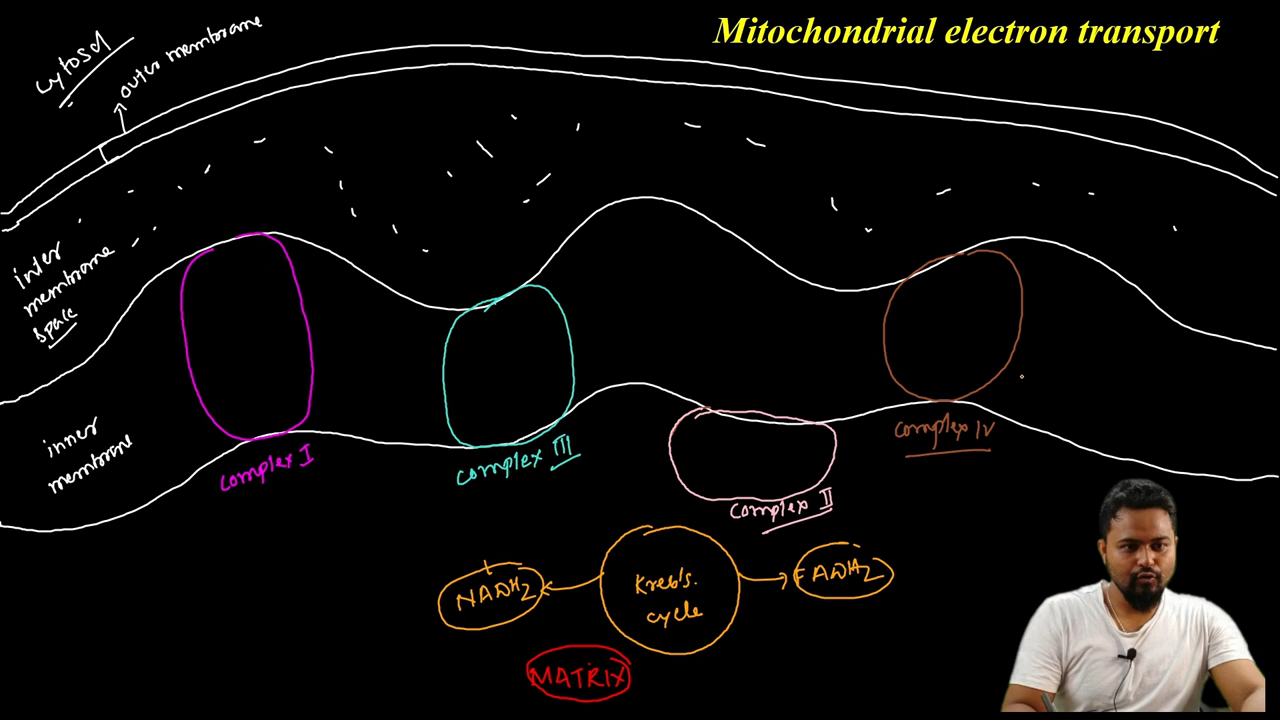 Mitochondrial electron transport
cytosol
outer membrane
inter
membrane
space
inner
membrane
complex I
complex III
complex II
complex IV
NADH2
Kreb's.
cycle
FADH2
MATRIX